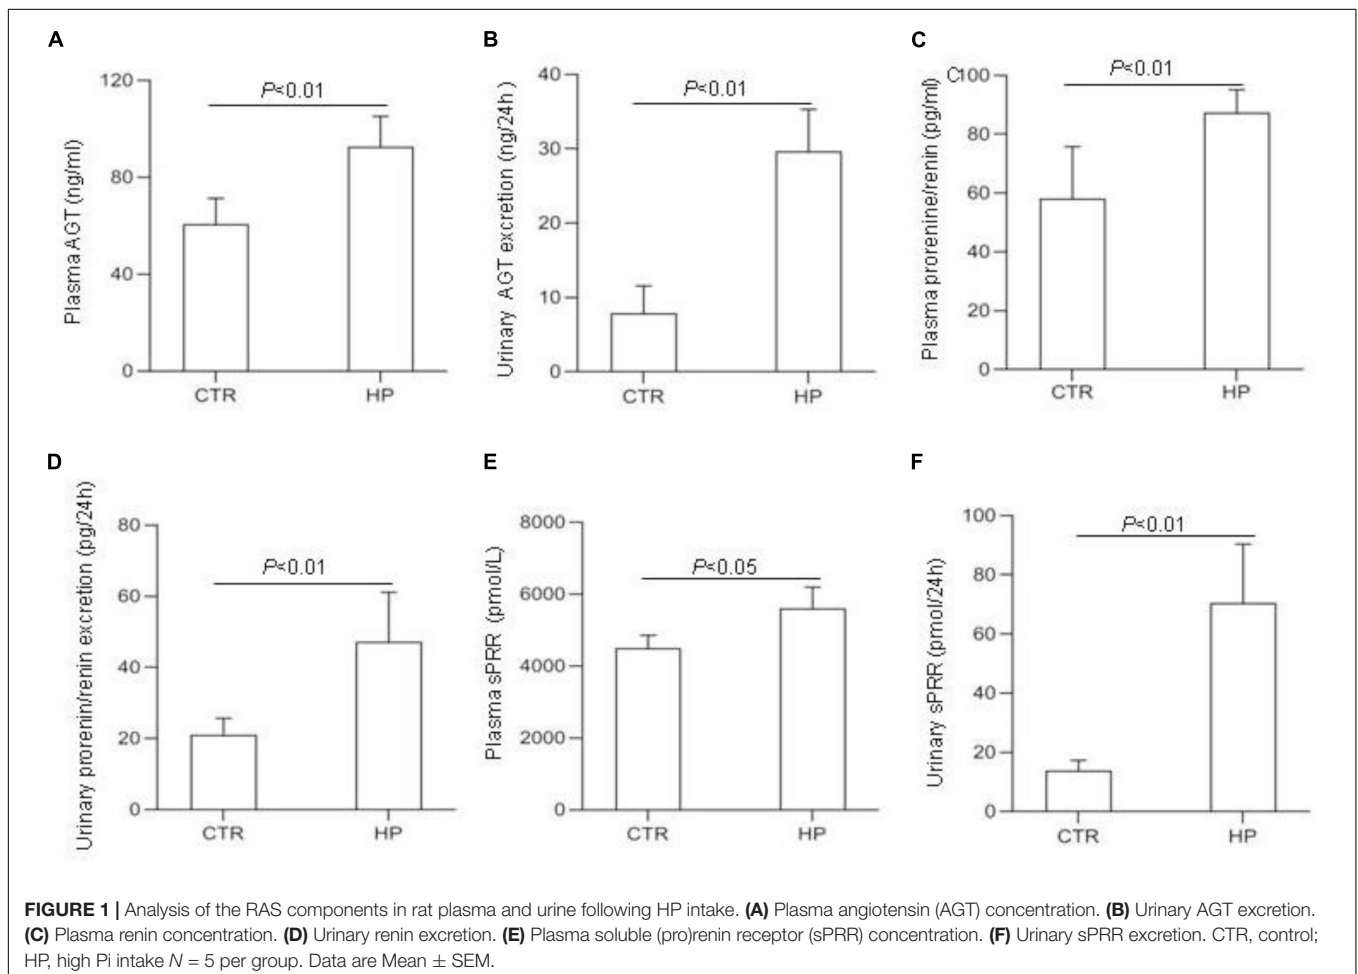 A
Plasma AGT (ng/ml)
120
80
40
0
P<0.01
CTR HP
B
Urinary AGT excretion (ng/24h )
40
30
20
10
0
P<0.01
CTR HP
C
Plasma prorenine/renin (pg/ml)
C100
80
60
40
20
0
P<0.01
CTR HP
D
Urinary prorenin/renin excretion (pg/24h)
80
60
40
20
0
P<0.01
CTR HP
E
Plasma sPRR (pmol/L)
8000
6000
4000
2000
0
P<0.05
CTR HP
F
Urinary sPRR (pmol/24h)
100
80
60
40
20
0
P<0.01
CTR HP
FIGURE 1 | Analysis of the RAS components in rat plasma and urine following HP intake. (A) Plasma angiotensin (AGT) concentration. (B) Urinary AGT excretion.
(C) Plasma renin concentration. (D) Urinary renin excretion. (E) Plasma soluble (pro)renin receptor (sPRR) concentration. (F) Urinary sPRR excretion. CTR, control;
HP, high Pi intake N = 5 per group. Data are Mean ± SEM.